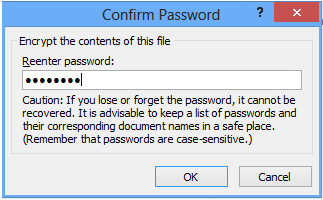 Confirm Password
?
Encrypt the contents of this file
Reenter password:
••••••••
Caution: If you lose or forget the password, it cannot be
recovered. It is advisable to keep a list of passwords and
their corresponding document names in a safe place.
(Remember that passwords are case-sensitive.)
OK
Cancel